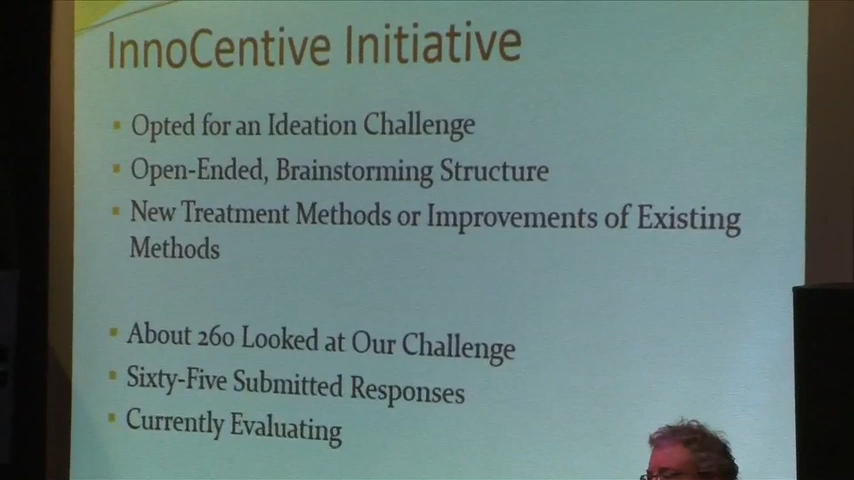 InnoCentive Initiative
Opted for an Ideation Challenge
Open-Ended, Brainstorming Structure
New Treatment Methods or Improvements of Existing
Methods
About 260 Looked at Our Challenge
Sixty-Five Submitted Responses
Currently Evaluating